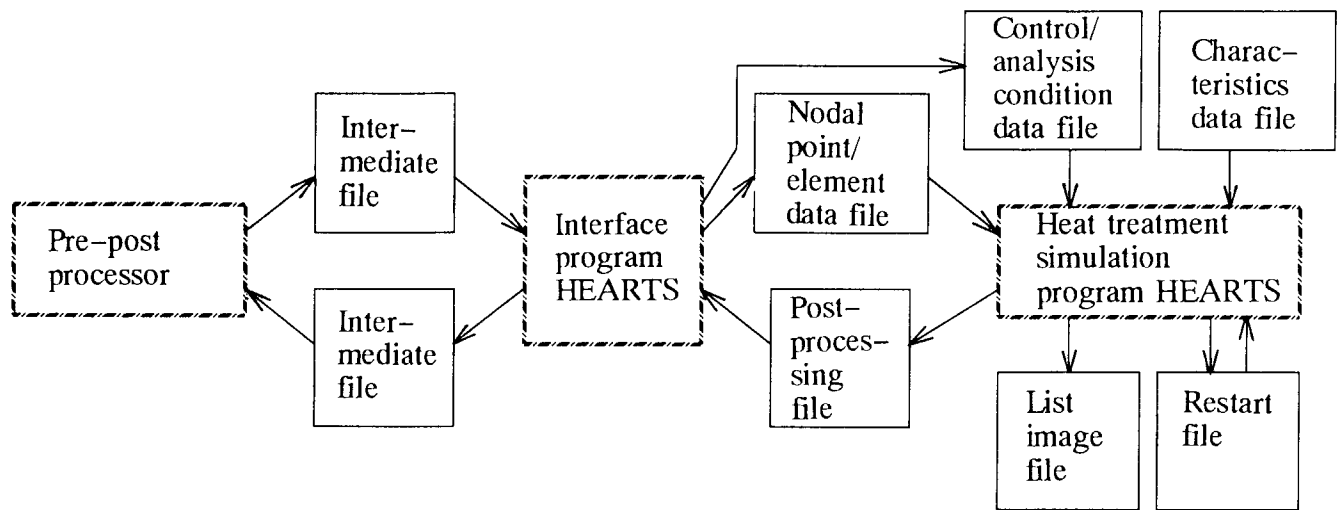 Pre-post
processor
Inter-
mediate
file
Inter-
mediate
file
Interface
program
HEARTS
Nodal
point/
element
data file
Post-
proces-
sing
file
Control/
analysis
condition
data file
Charac-
teristics
data file
Heat treatment
simulation
program HEARTS
List
image
file
Restart
file